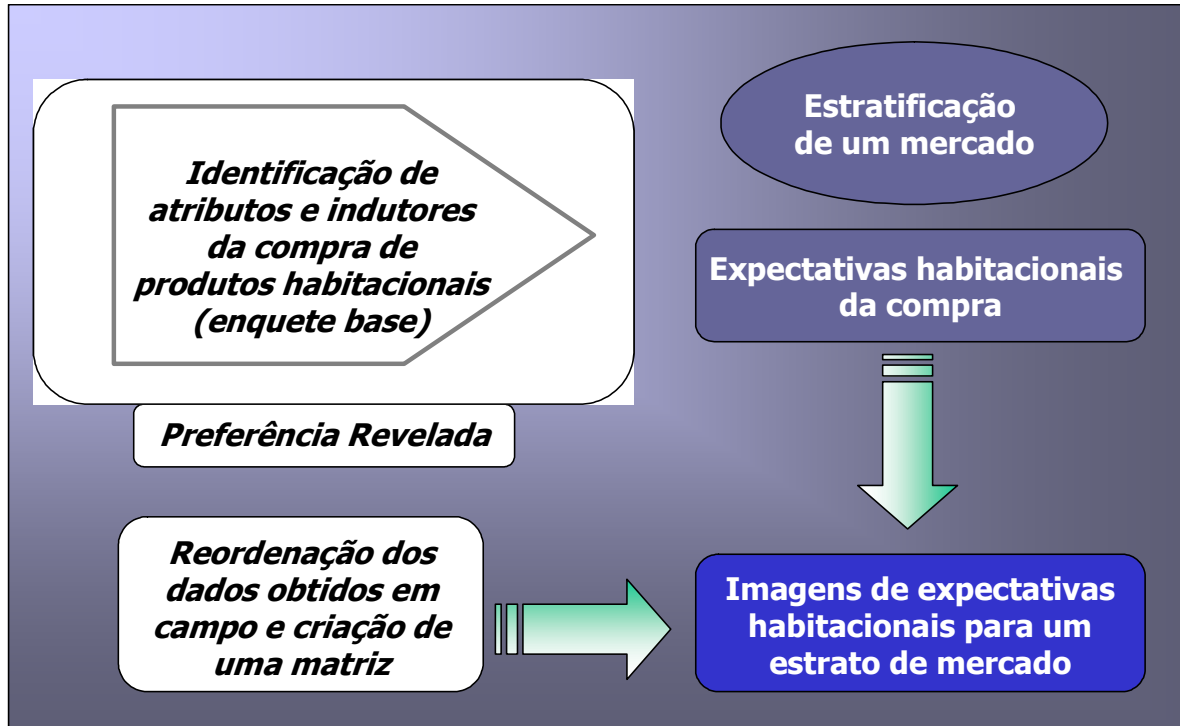 Identificação de
atributos e indutores
da compra de
produtos habitacionais
(enquete base)
Preferência Revelada
Reordenação dos
dados obtidos em
campo e criação de
uma matriz
Estratificação
de um mercado
Expectativas habitacionais
da compra
Imagens de expectativas
habitacionais para um
estrato de mercado